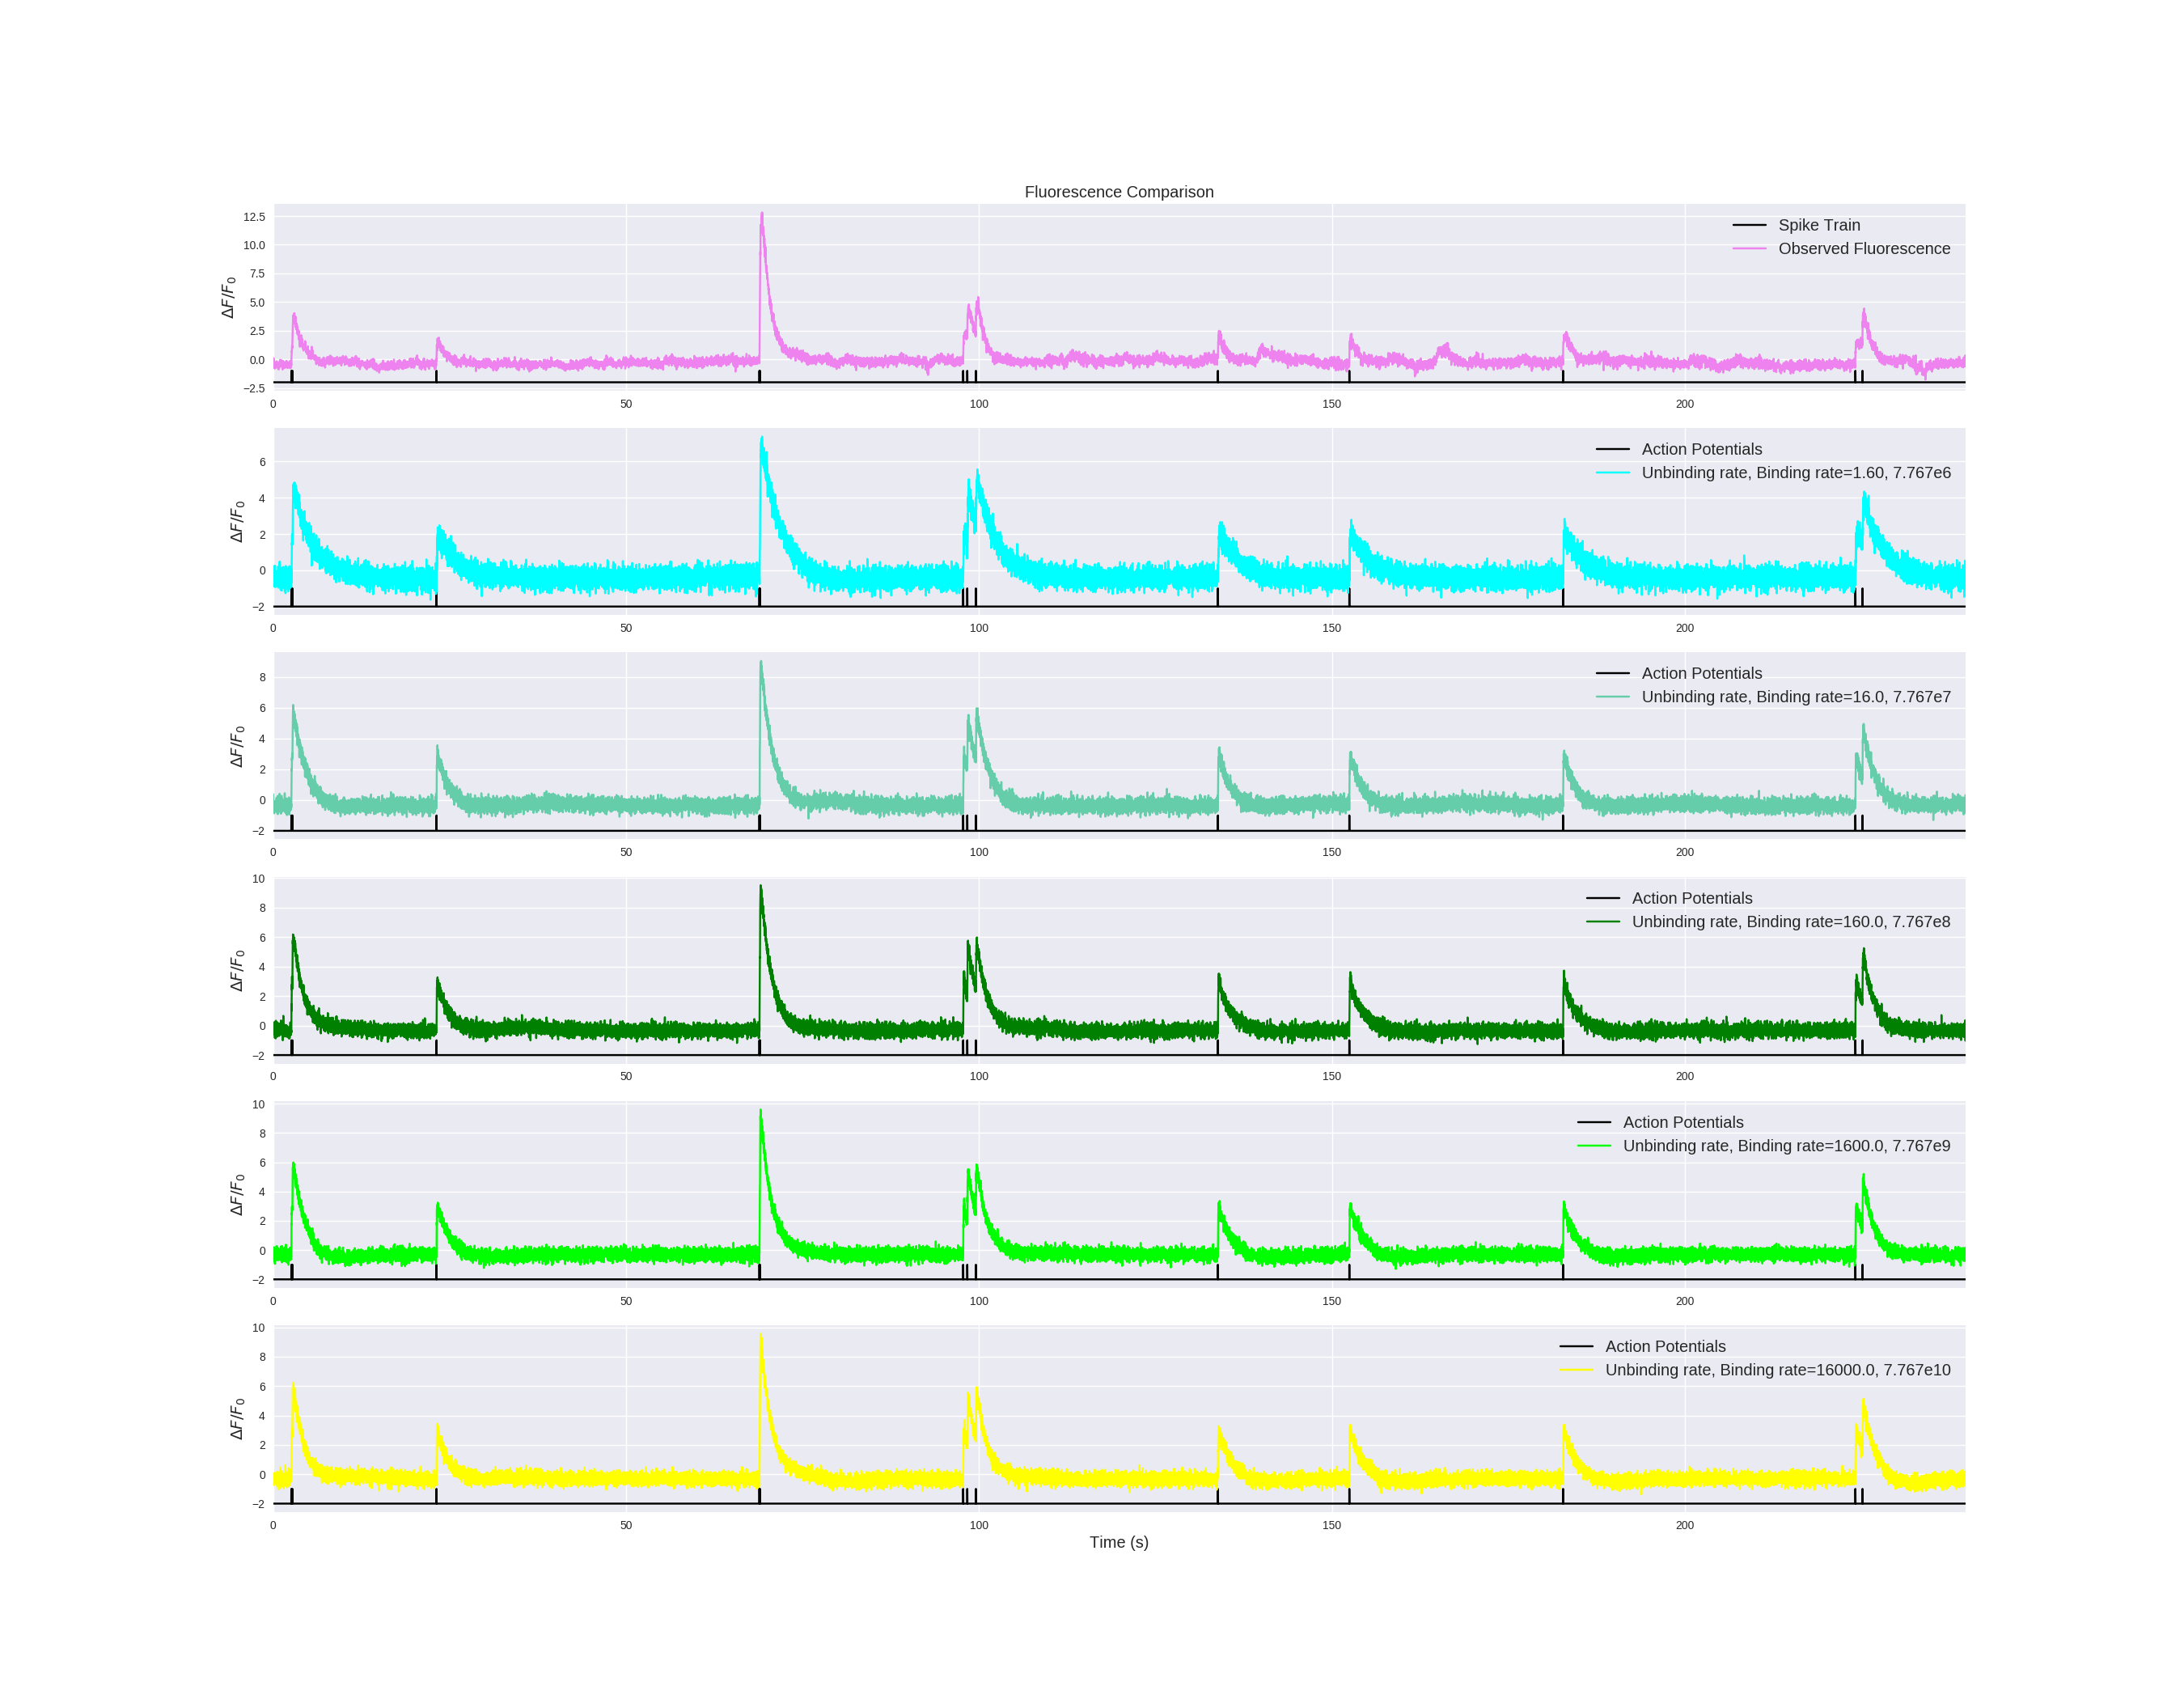 Fluorescence Comparison
12.5
10.0
7.5
5.0
2.5
0.0
−2.5
ΔF/F0
Spike Train
Observed Fluorescence
0 50 100 150 200
6
4
2
0
−2
ΔF/F0
Action Potentials
Unbinding rate, Binding rate=1.60, 7.767e6
0 50 100 150 200
8
6
4
2
0
−2
ΔF/F0
Action Potentials
Unbinding rate, Binding rate=16.0, 7.767e7
0 50 100 150 200
10
8
6
4
2
0
−2
ΔF/F0
Action Potentials
Unbinding rate, Binding rate=160.0, 7.767e8
0 50 100 150 200
10
8
6
4
2
0
−2
ΔF/F0
Action Potentials
Unbinding rate, Binding rate=1600.0, 7.767e9
0 50 100 150 200
10
8
6
4
2
0
−2
ΔF/F0
Action Potentials
Unbinding rate, Binding rate=16000.0, 7.767e10
0 50 100 150 200
Time (s)